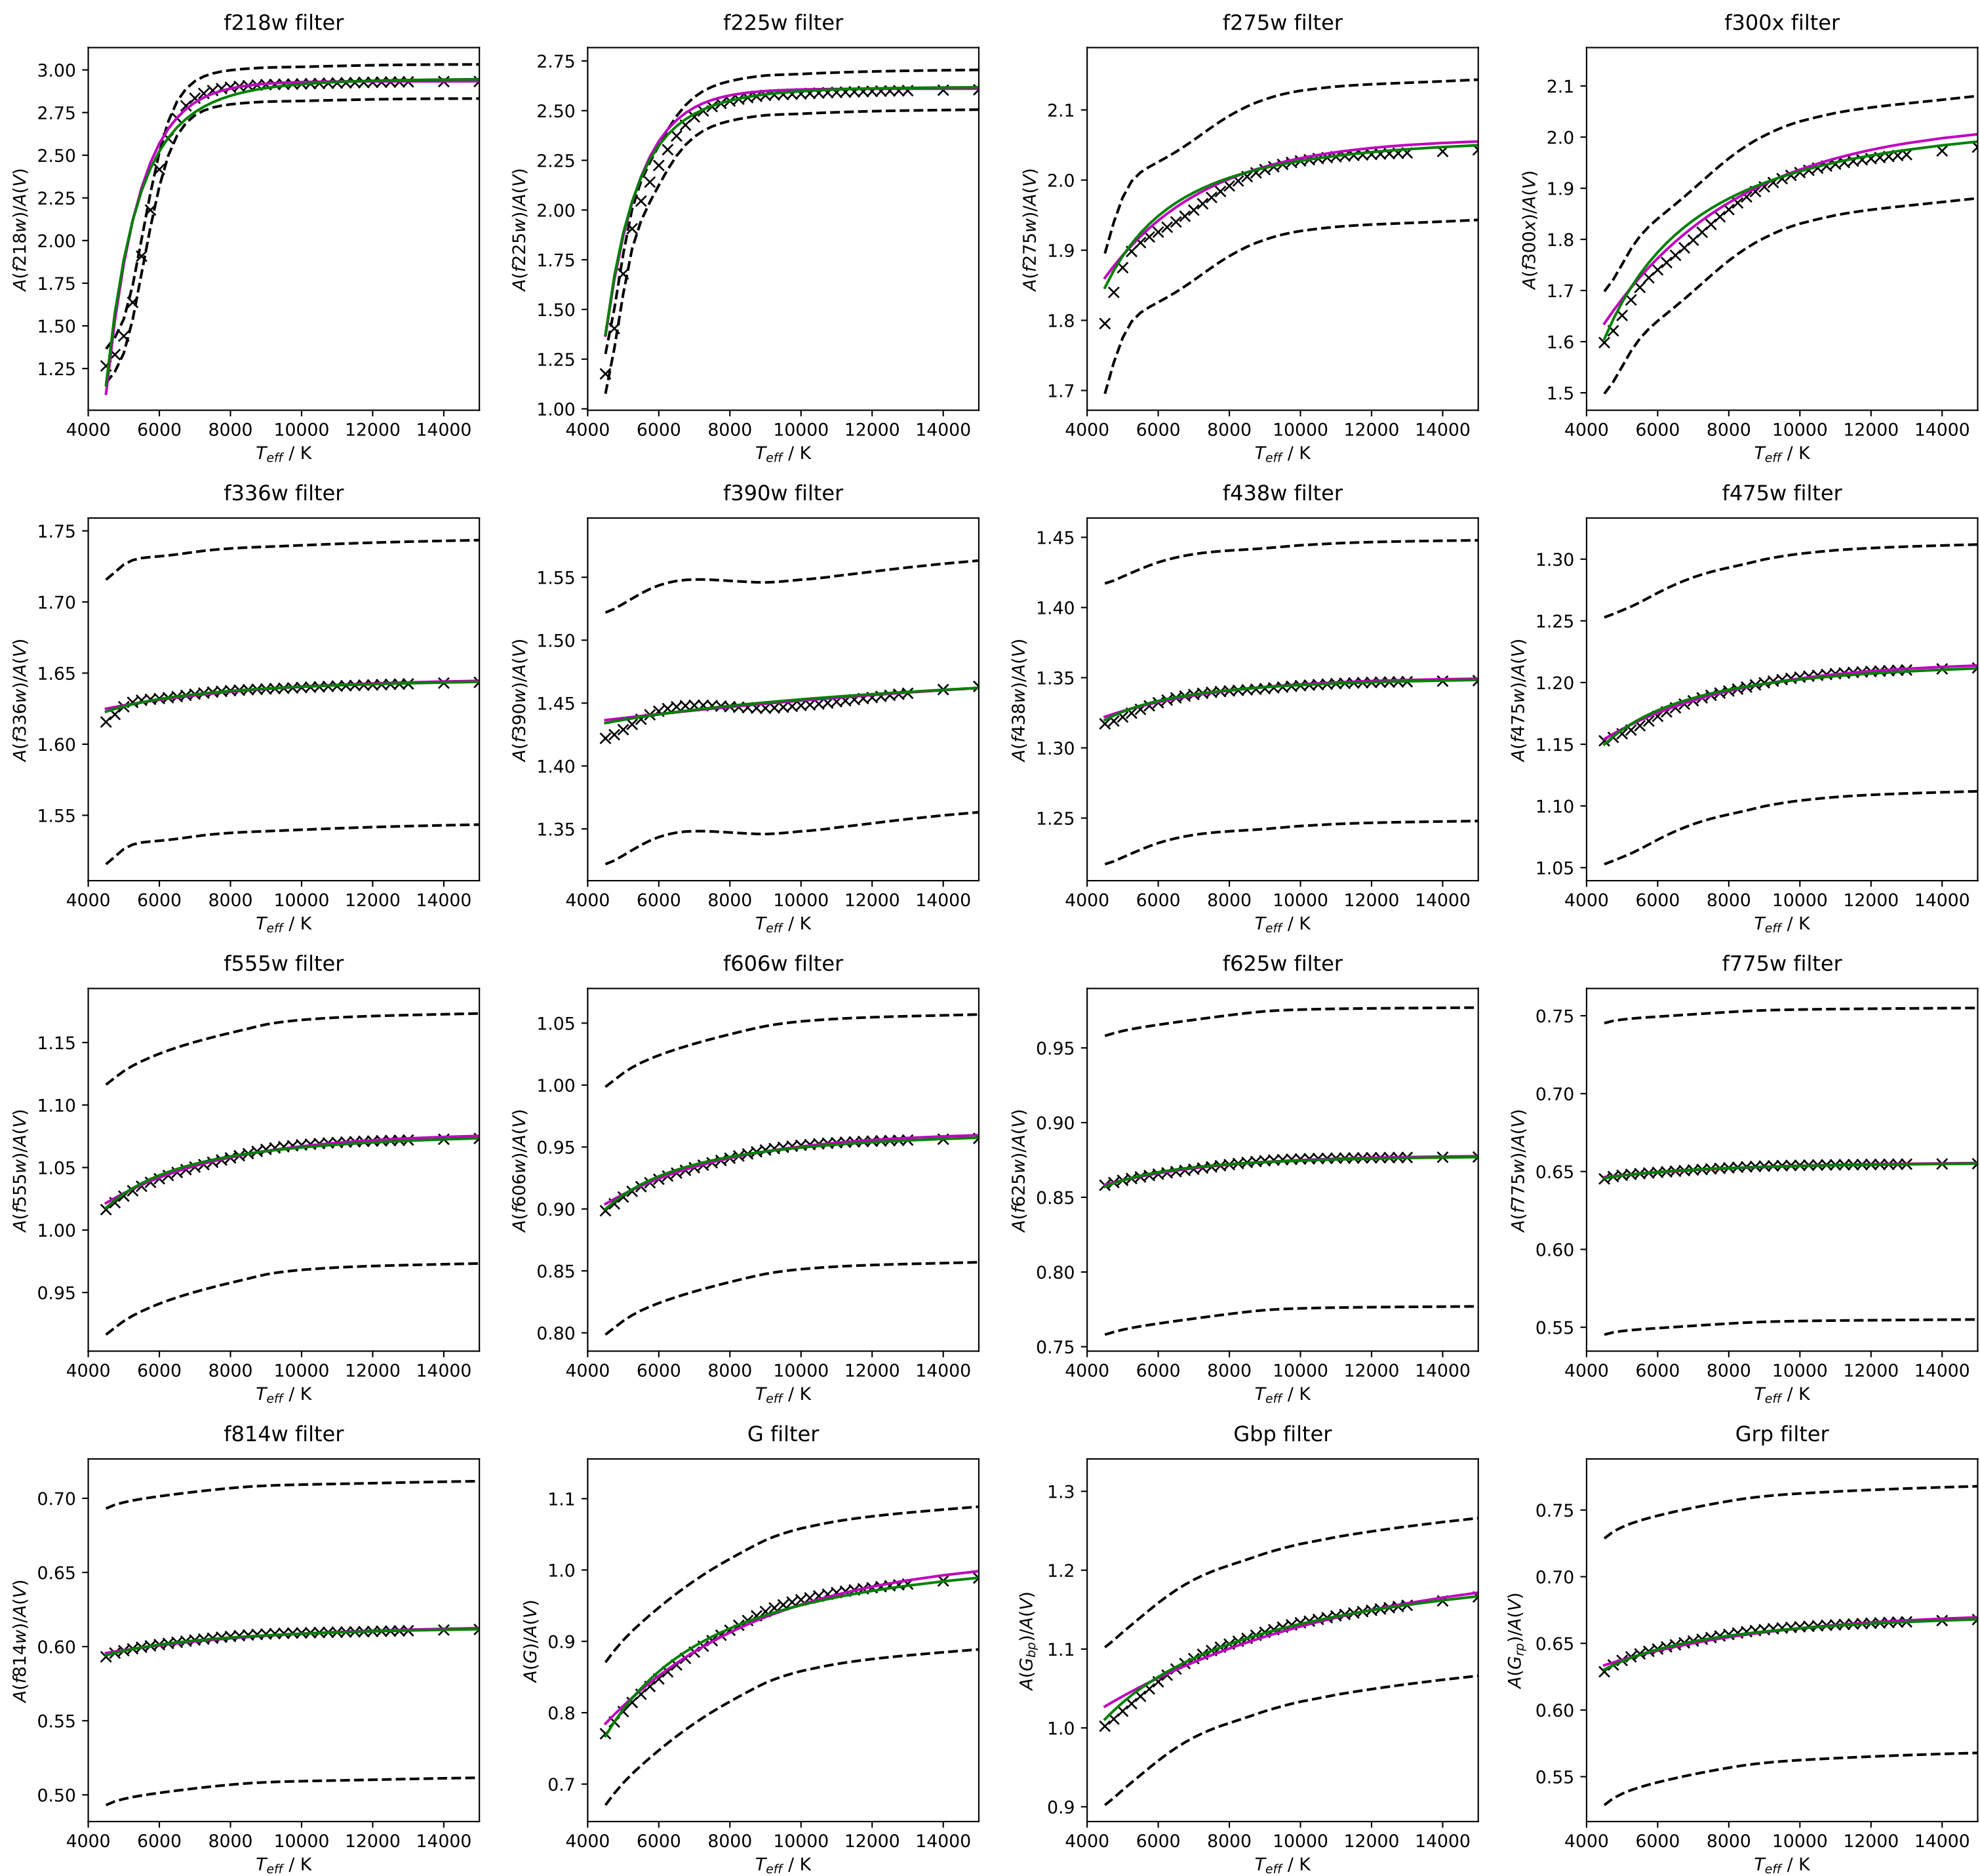 f218w filter
f225w filter
f275w filter
f300x filter
A(f218w)/A(V)
3.00
2.75
2.50
2.25
2.00
1.75
1.50
1.25
4000 6000 8000 10000 12000 14000
T_eff / K
A(f225w)/A(V)
2.75
2.50
2.25
2.00
1.75
1.50
1.25
1.00
4000 6000 8000 10000 12000 14000
T_eff / K
A(f275w)/A(V)
2.1
2.0
1.9
1.8
1.7
4000 6000 8000 10000 12000 14000
T_eff / K
A(f300x)/A(V)
2.1
2.0
1.9
1.8
1.7
1.6
1.5
4000 6000 8000 10000 12000 14000
T_eff / K
f336w filter
f390w filter
f438w filter
f475w filter
A(f336w)/A(V)
1.75
1.70
1.65
1.60
1.55
4000 6000 8000 10000 12000 14000
T_eff / K
A(f390w)/A(V)
1.55
1.50
1.45
1.40
1.35
4000 6000 8000 10000 12000 14000
T_eff / K
A(f438w)/A(V)
1.45
1.40
1.35
1.30
1.25
4000 6000 8000 10000 12000 14000
T_eff / K
A(f475w)/A(V)
1.30
1.25
1.20
1.15
1.10
1.05
4000 6000 8000 10000 12000 14000
T_eff / K
f555w filter
f606w filter
f625w filter
f775w filter
A(f555w)/A(V)
1.15
1.10
1.05
1.00
0.95
4000 6000 8000 10000 12000 14000
T_eff / K
A(f606w)/A(V)
1.05
1.00
0.95
0.90
0.85
0.80
4000 6000 8000 10000 12000 14000
T_eff / K
A(f625w)/A(V)
0.95
0.90
0.85
0.80
0.75
4000 6000 8000 10000 12000 14000
T_eff / K
A(f775w)/A(V)
0.75
0.70
0.65
0.60
0.55
4000 6000 8000 10000 12000 14000
T_eff / K
f814w filter
G filter
Gbp filter
Grp filter
A(f814w)/A(V)
0.70
0.65
0.60
0.55
0.50
4000 6000 8000 10000 12000 14000
T_eff / K
A(G)/A(V)
1.1
1.0
0.9
0.8
0.7
4000 6000 8000 10000 12000 14000
T_eff / K
A(G_bp)/A(V)
1.3
1.2
1.1
1.0
0.9
4000 6000 8000 10000 12000 14000
T_eff / K
A(G_rp)/A(V)
0.75
0.70
0.65
0.60
0.55
4000 6000 8000 10000 12000 14000
T_eff / K